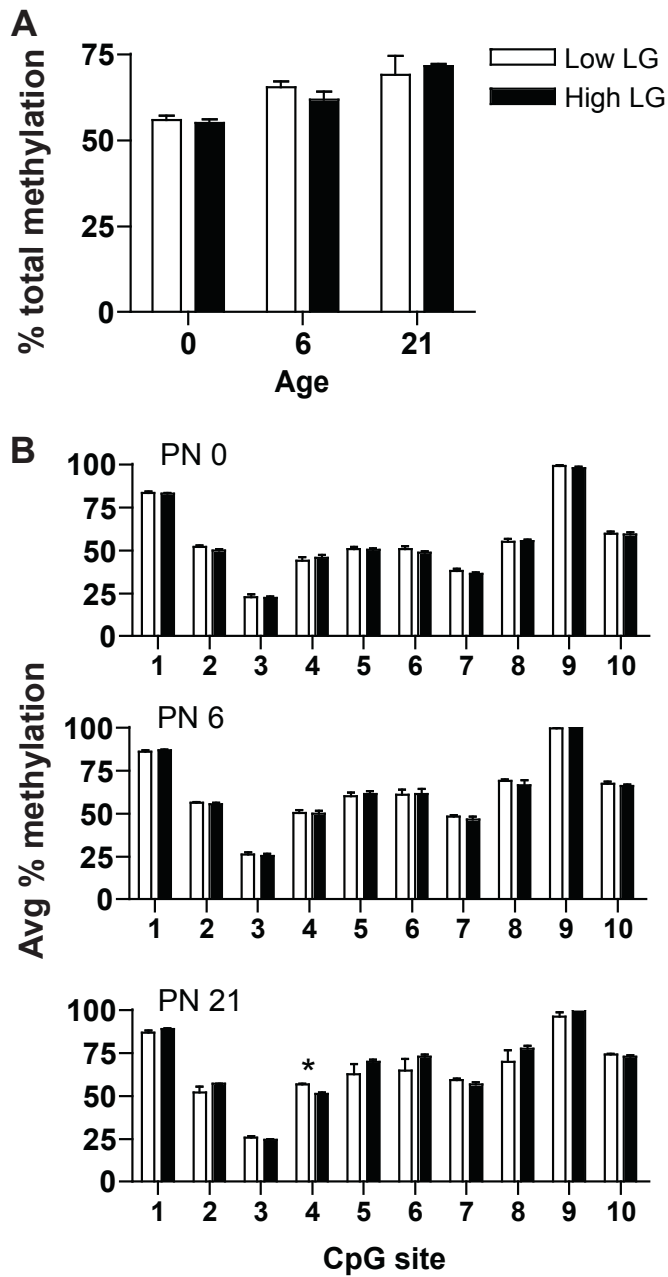 A
% total methylation
75
50
25
0
0 6 21
Age
Low LG
High LG
B
Avg % methylation
PN 0
100
75
50
25
0
1 2 3 4 5 6 7 8 9 10
PN 6
100
75
50
25
0
1 2 3 4 5 6 7 8 9 10
PN 21
100
75
50
25
0
*
1 2 3 4 5 6 7 8 9 10
CpG site